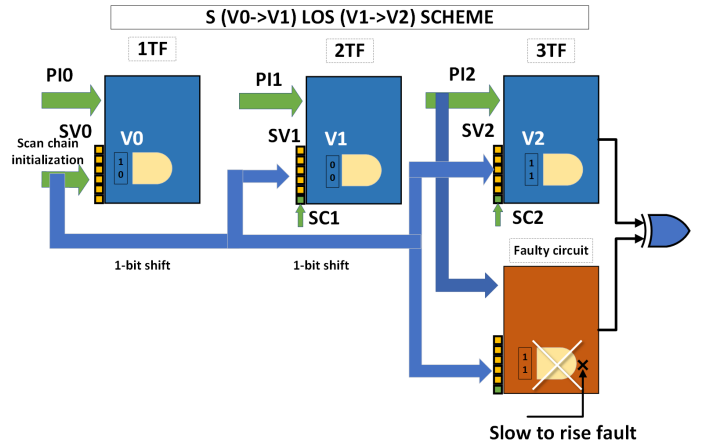 S (V0->V1) LOS (V1->V2) SCHEME
1TF
2TF
3TF
PI0
PI1
PI2
Scan chain
initialization
SV0
SV1
SV2
V0
V1
V2
1
0
0
0
1
1
SC1
SC2
1-bit shift
1-bit shift
Faulty circuit
1
1
Slow to rise fault